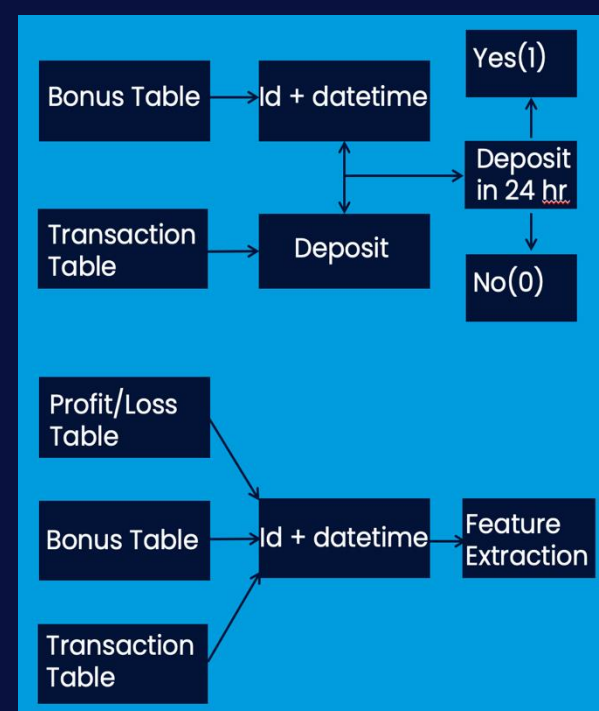 Bonus Table
Id + datetime
Yes(1)
Deposit
in 24 hr
Transaction
Table
Deposit
No(0)
Profit/Loss
Table
Bonus Table
Id + datetime
Feature
Extraction
Transaction
Table